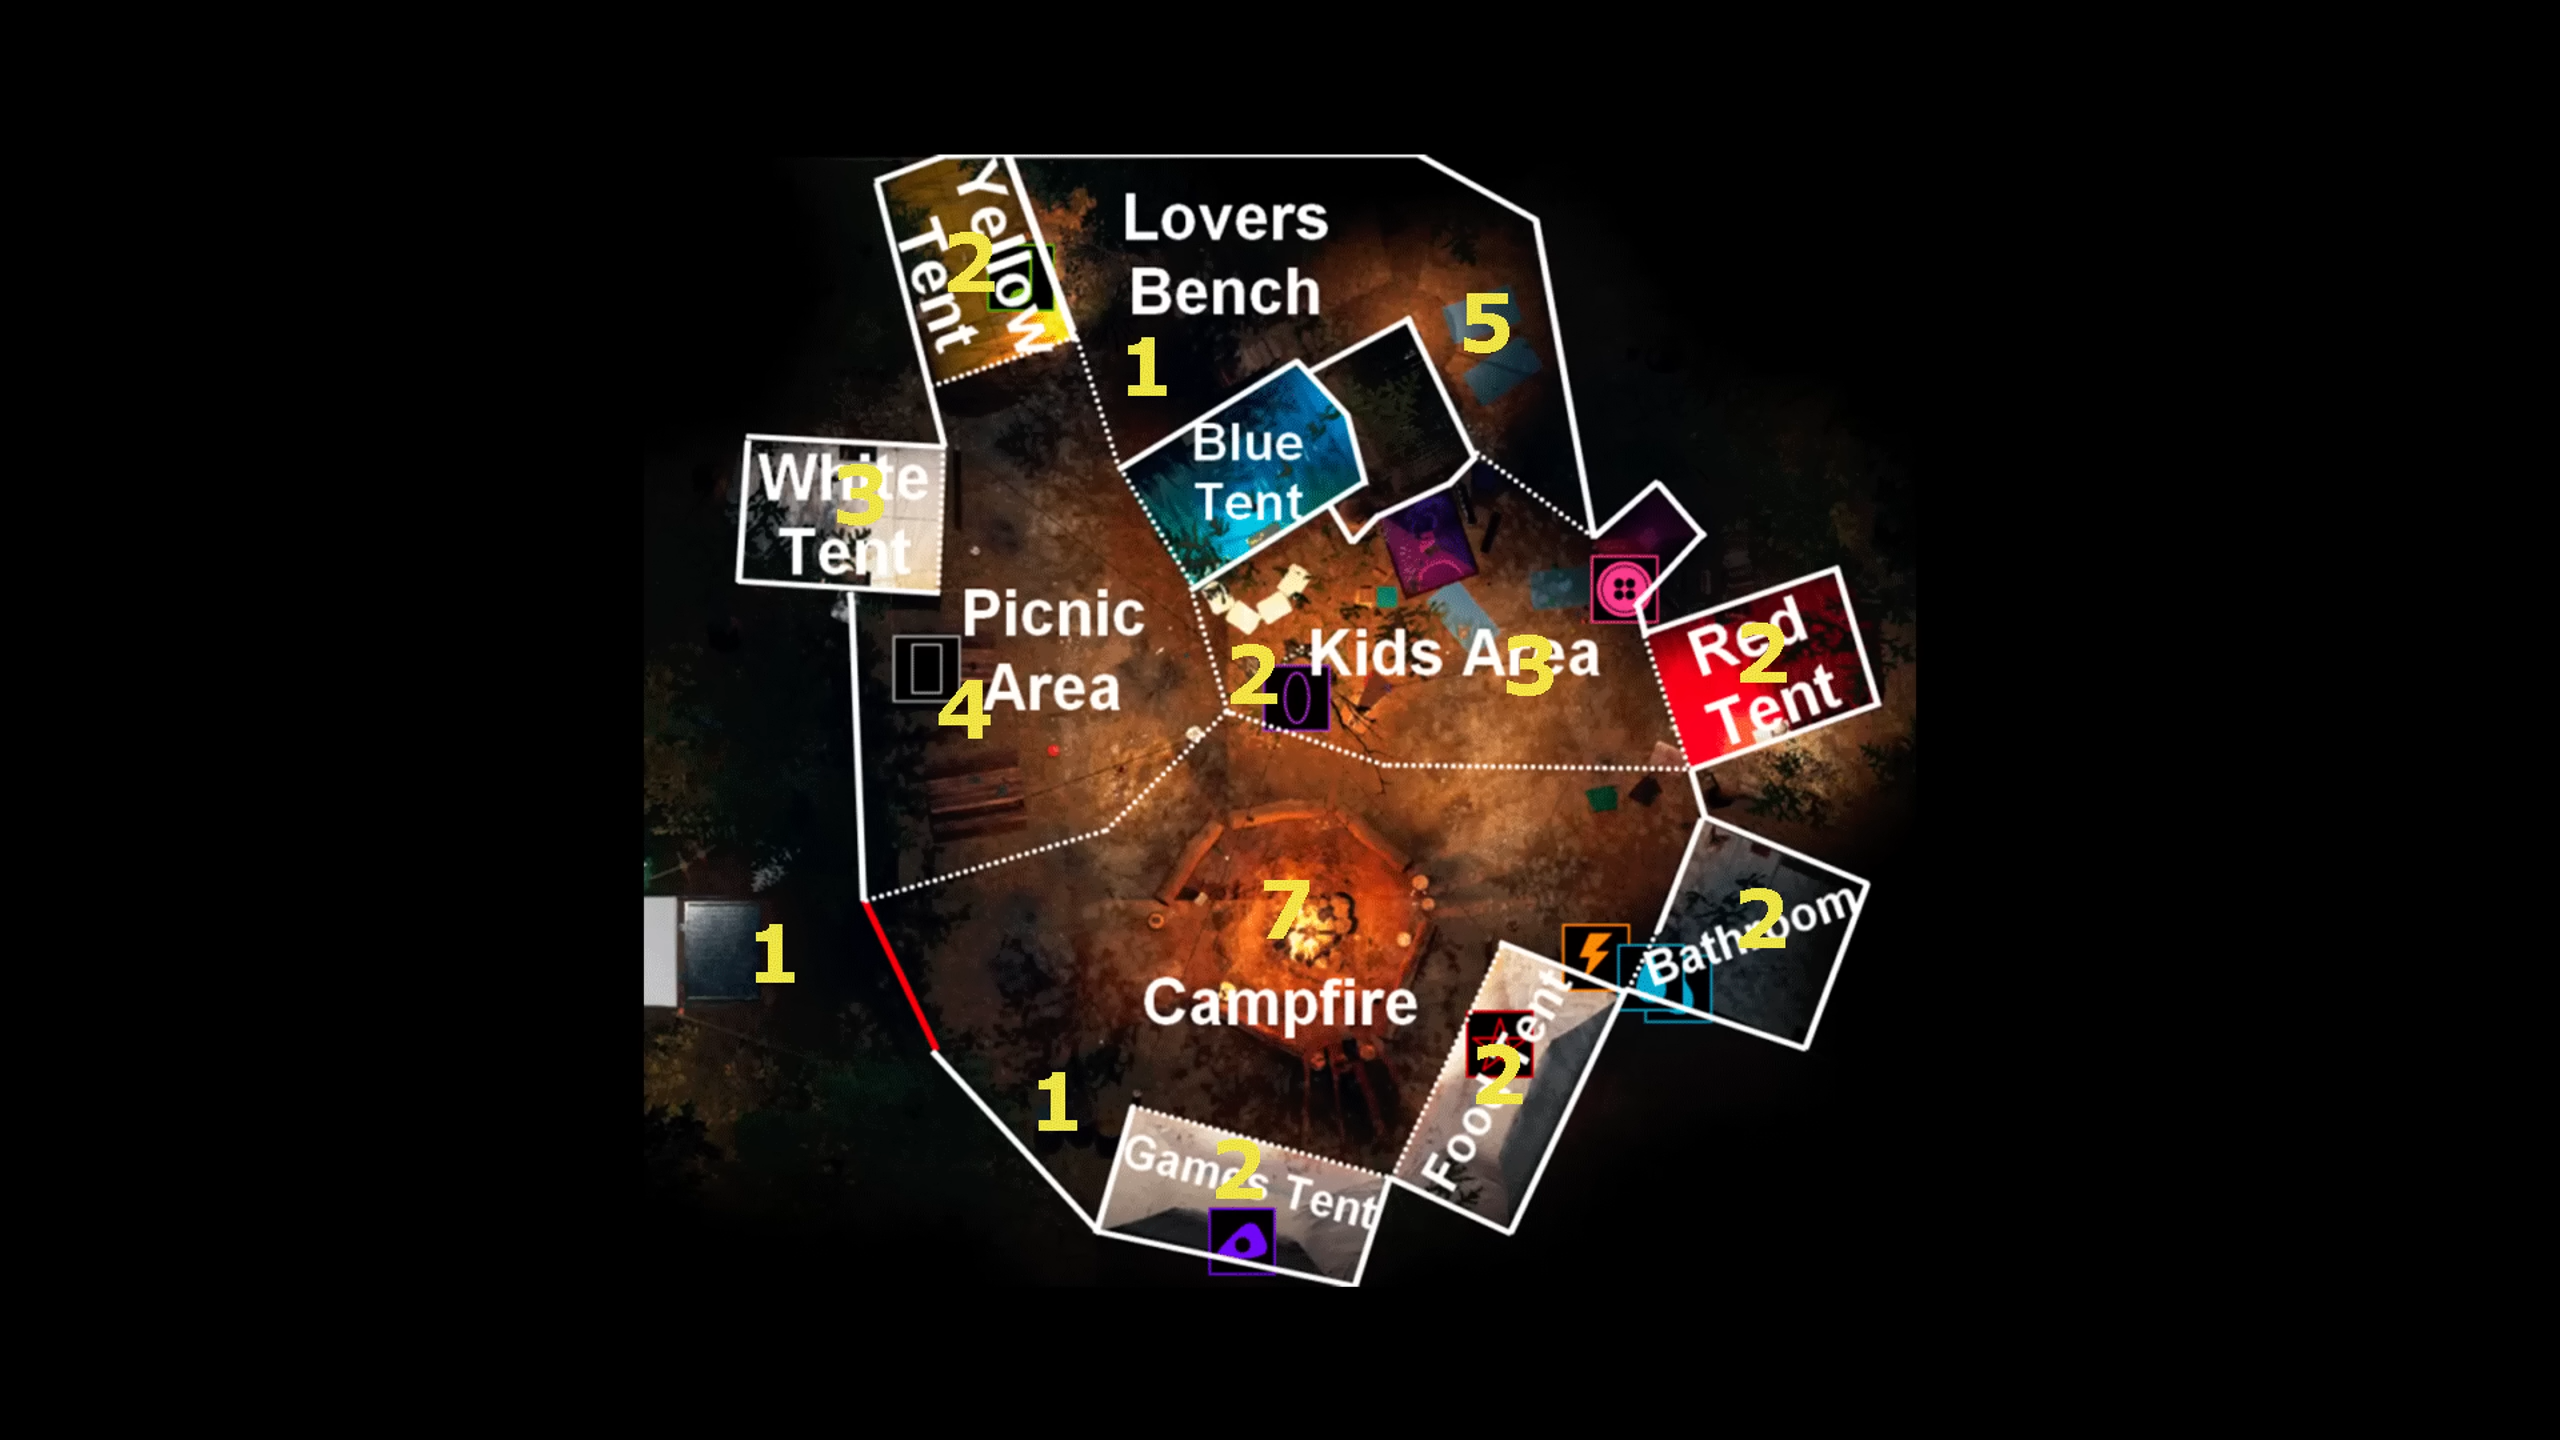 Yellow
Tent
2
Lovers
Bench
1
5
White
Tent
3
Blue
Tent
Picnic
Area
4
2
Kids Area
3
Red
Tent
2
7
Campfire
1
1
Bathroom
2
Food Tent
2
Games Tent
2